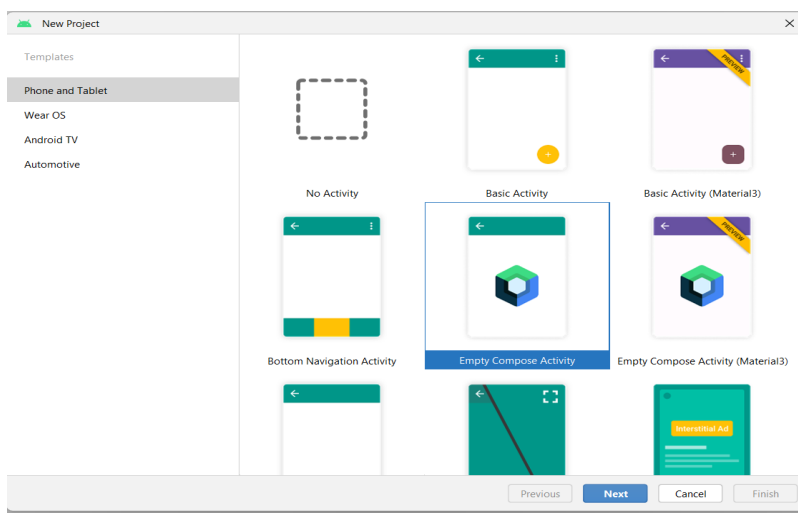 New Project
Templates
Phone and Tablet
Wear OS
Android TV
Automotive
PREVIEW
No Activity
Basic Activity
Basic Activity (Material3)
PREVIEW
Bottom Navigation Activity
Empty Compose Activity
Empty Compose Activity (Material3)
Interstitial Ad
Previous
Next
Cancel
Finish